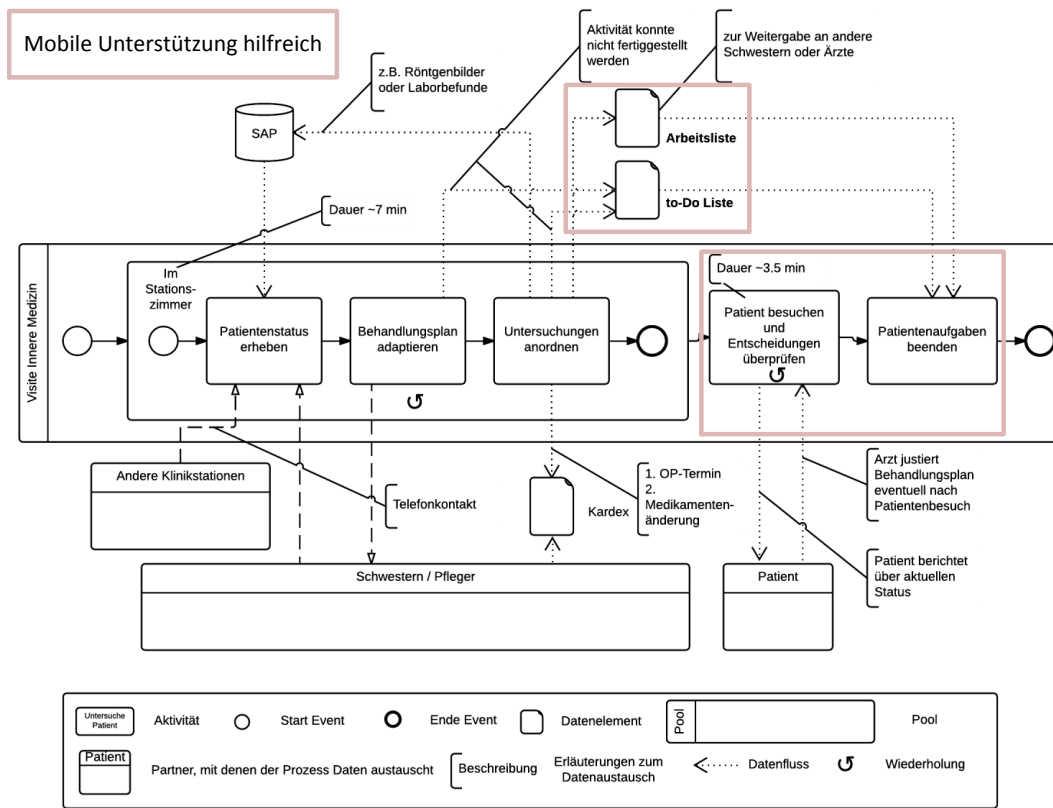 Mobile Unterstützung hilfreich
z.B. Röntgenbilder
oder Laborbefunde
Aktivität konnte
nicht fertiggestellt
werden
zur Weitergabe an andere
Schwestern oder Ärzte
SAP
Arbeitsliste
to-Do Liste
Dauer ~7 min
Visite Innere Medizin
Im
Stations-
zimmer
Patientenstatus
erheben
Behandlungsplan
adaptieren
Untersuchungen
anordnen
Dauer ~3.5 min
Patient besuchen
und
Entscheidungen
überprüfen
Patientenaufgaben
beenden
Andere Klinikstationen
Telefonkontakt
Kardex
1. OP-Termin
2.
Medikamenten-
änderung
Arzt justiert
Behandlungsplan
eventuell nach
Patientenbesuch
Patient berichtet
über aktuellen
Status
Schwestern / Pfleger
Patient
Untersuche
Patient
Aktivität
Start Event
Ende Event
Datenelement
Pool
Pool
Patient
Partner, mit denen der Prozess Daten austauscht
Beschreibung
Erläuterungen zum
Datenaustausch
Datenfluss
Wiederholung